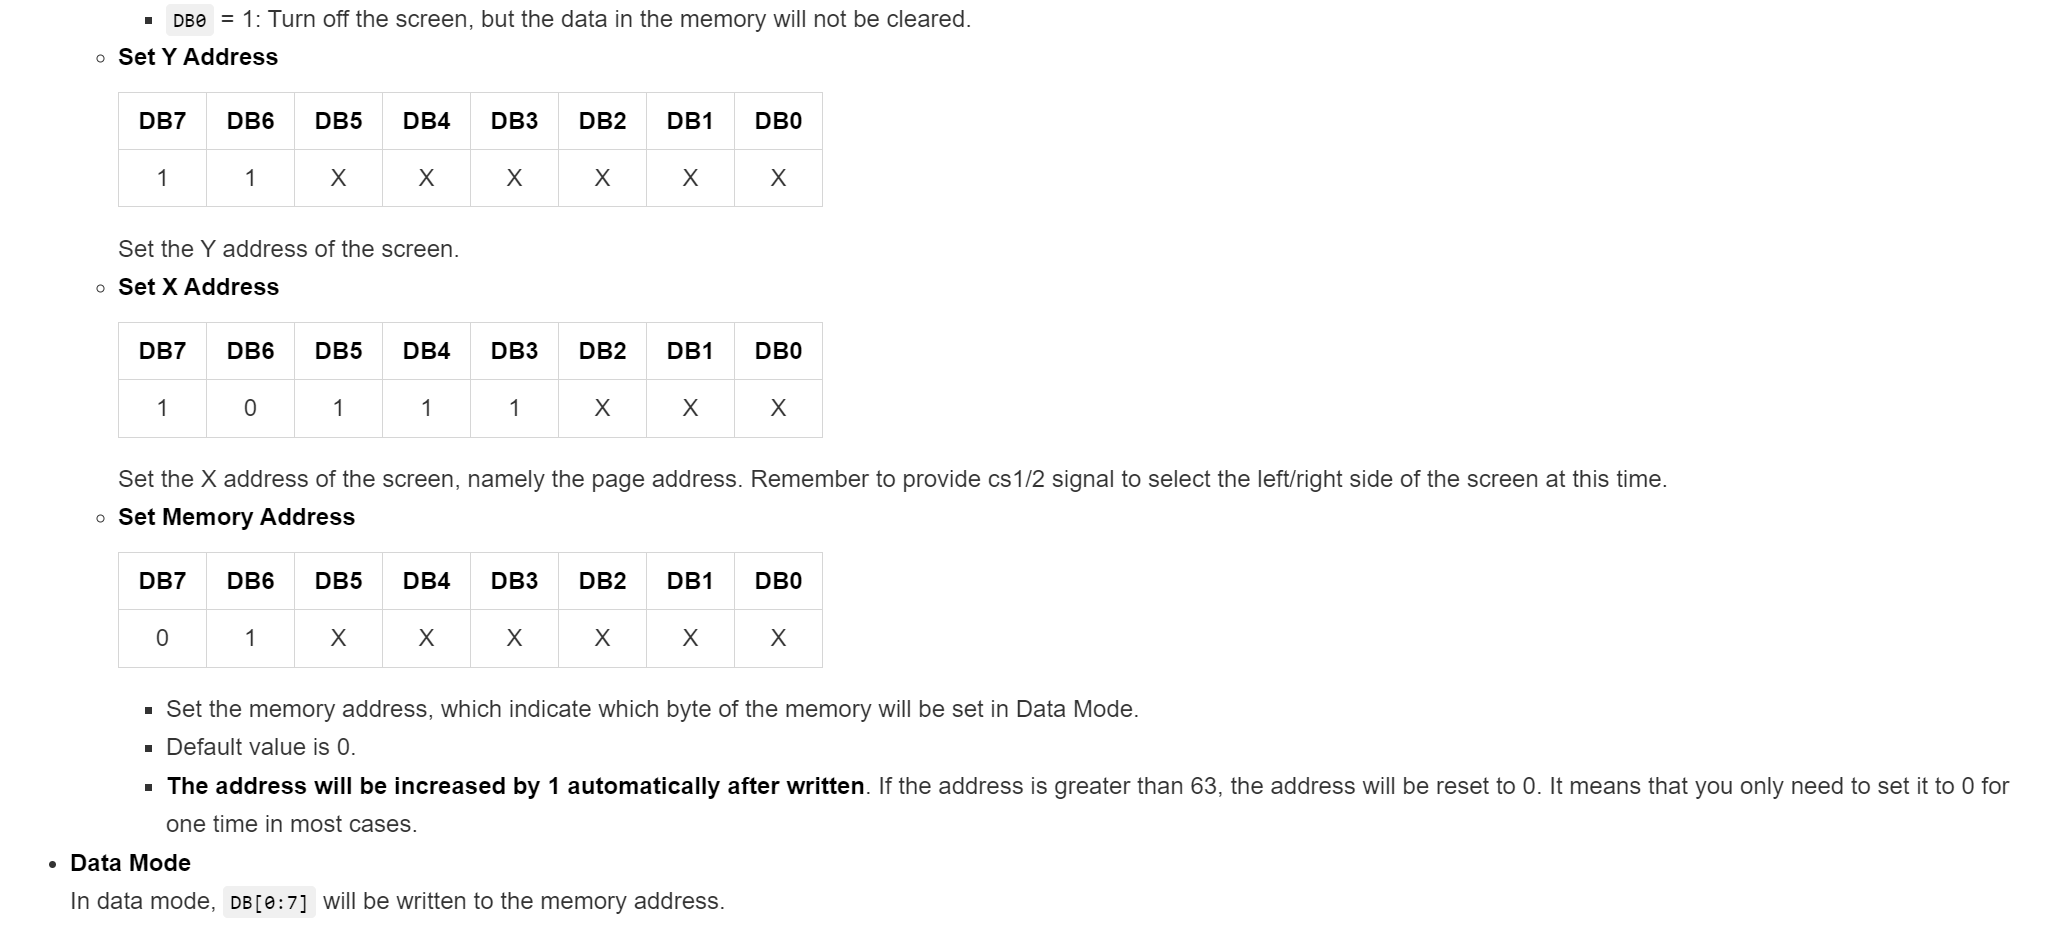 DB0 = 1: Turn off the screen, but the data in the memory will not be cleared.
Set Y Address
DB7 DB6 DB5 DB4 DB3 DB2 DB1 DB0
1 1 X X X X X X
Set the Y address of the screen.
Set X Address
DB7 DB6 DB5 DB4 DB3 DB2 DB1 DB0
1 0 1 1 1 X X X
Set the X address of the screen, namely the page address. Remember to provide cs1/2 signal to select the left/right side of the screen at this time.
Set Memory Address
DB7 DB6 DB5 DB4 DB3 DB2 DB1 DB0
0 1 X X X X X X
Set the memory address, which indicate which byte of the memory will be set in Data Mode.
Default value is 0.
The address will be increased by 1 automatically after written. If the address is greater than 63, the address will be reset to 0. It means that you only need to set it to 0 for
one time in most cases.
Data Mode
In data mode, DB[0:7] will be written to the memory address.